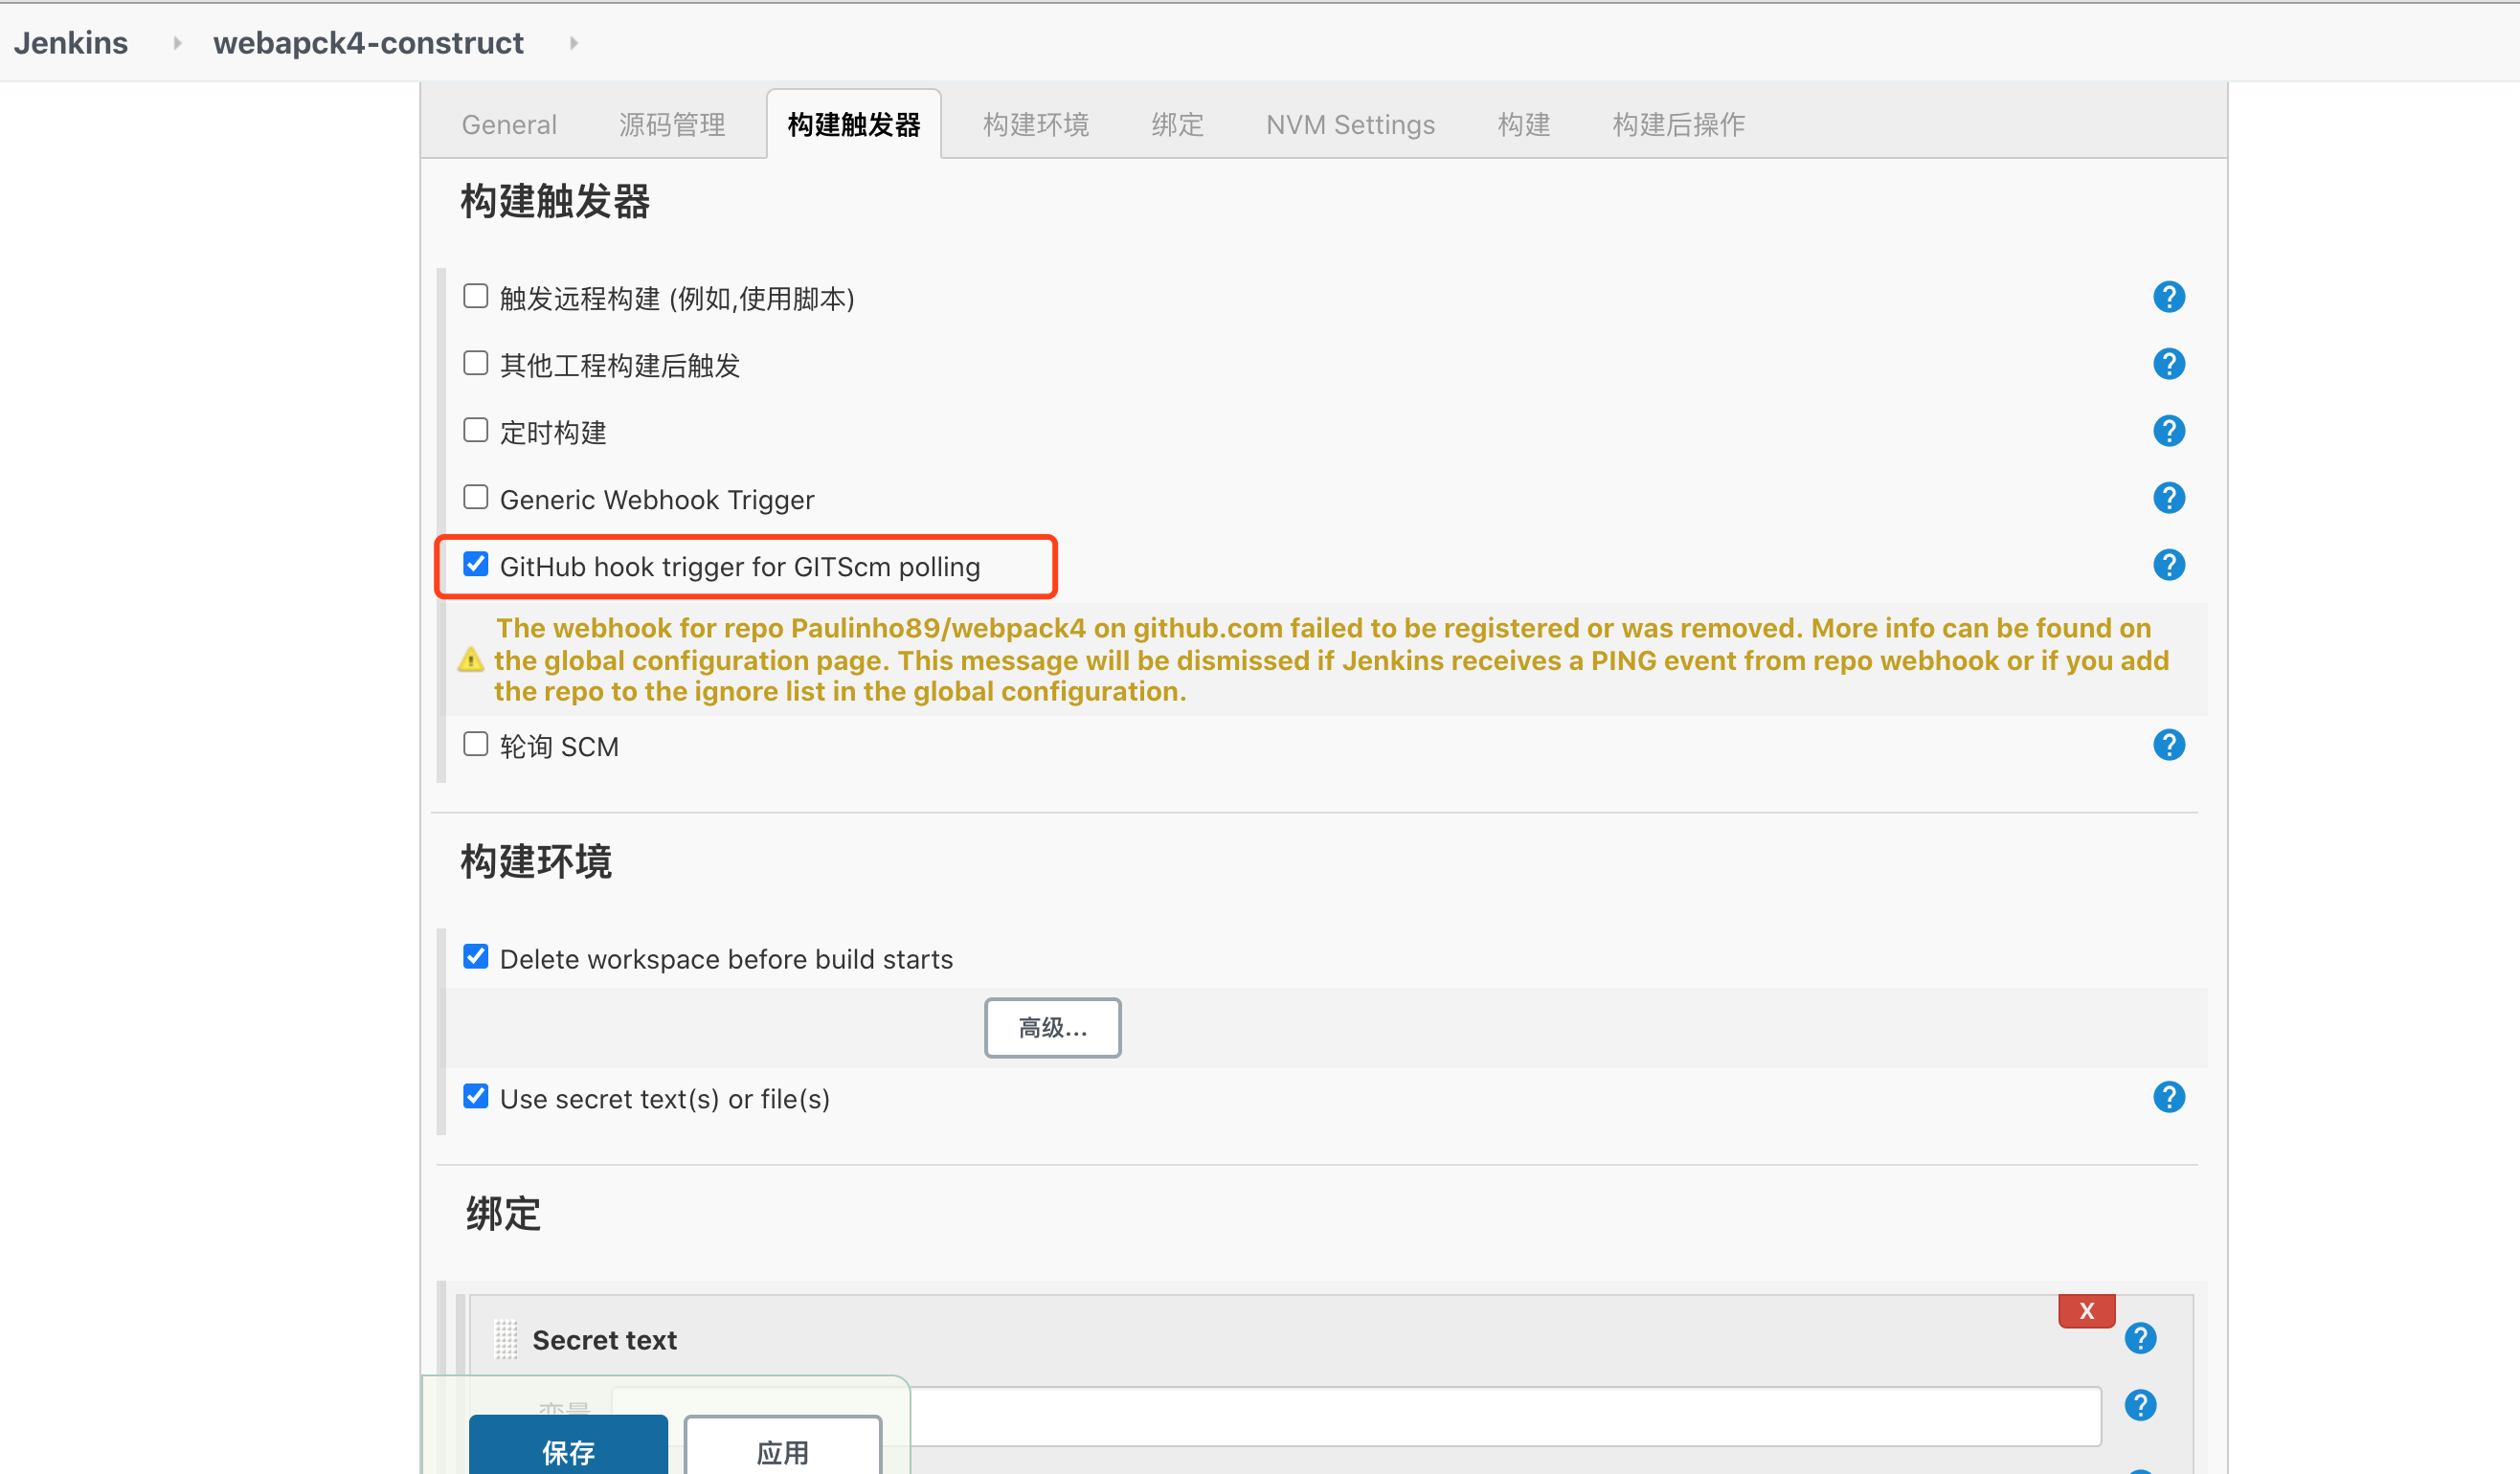 Jenkins
webapck4-construct
General 源码管理 构建触发器 构建环境 绑定 NVM Settings 构建 构建后操作
构建触发器
触发远程构建 (例如,使用脚本)
其他工程构建后触发
定时构建
Generic Webhook Trigger
GitHub hook trigger for GITScm polling
The webhook for repo Paulinho89/webpack4 on github.com failed to be registered or was removed. More info can be found on
the global configuration page. This message will be dismissed if Jenkins receives a PING event from repo webhook or if you add
the repo to the ignore list in the global configuration.
轮询 SCM
构建环境
Delete workspace before build starts
高级...
Use secret text(s) or file(s)
绑定
X
Secret text
变量
保存 应用